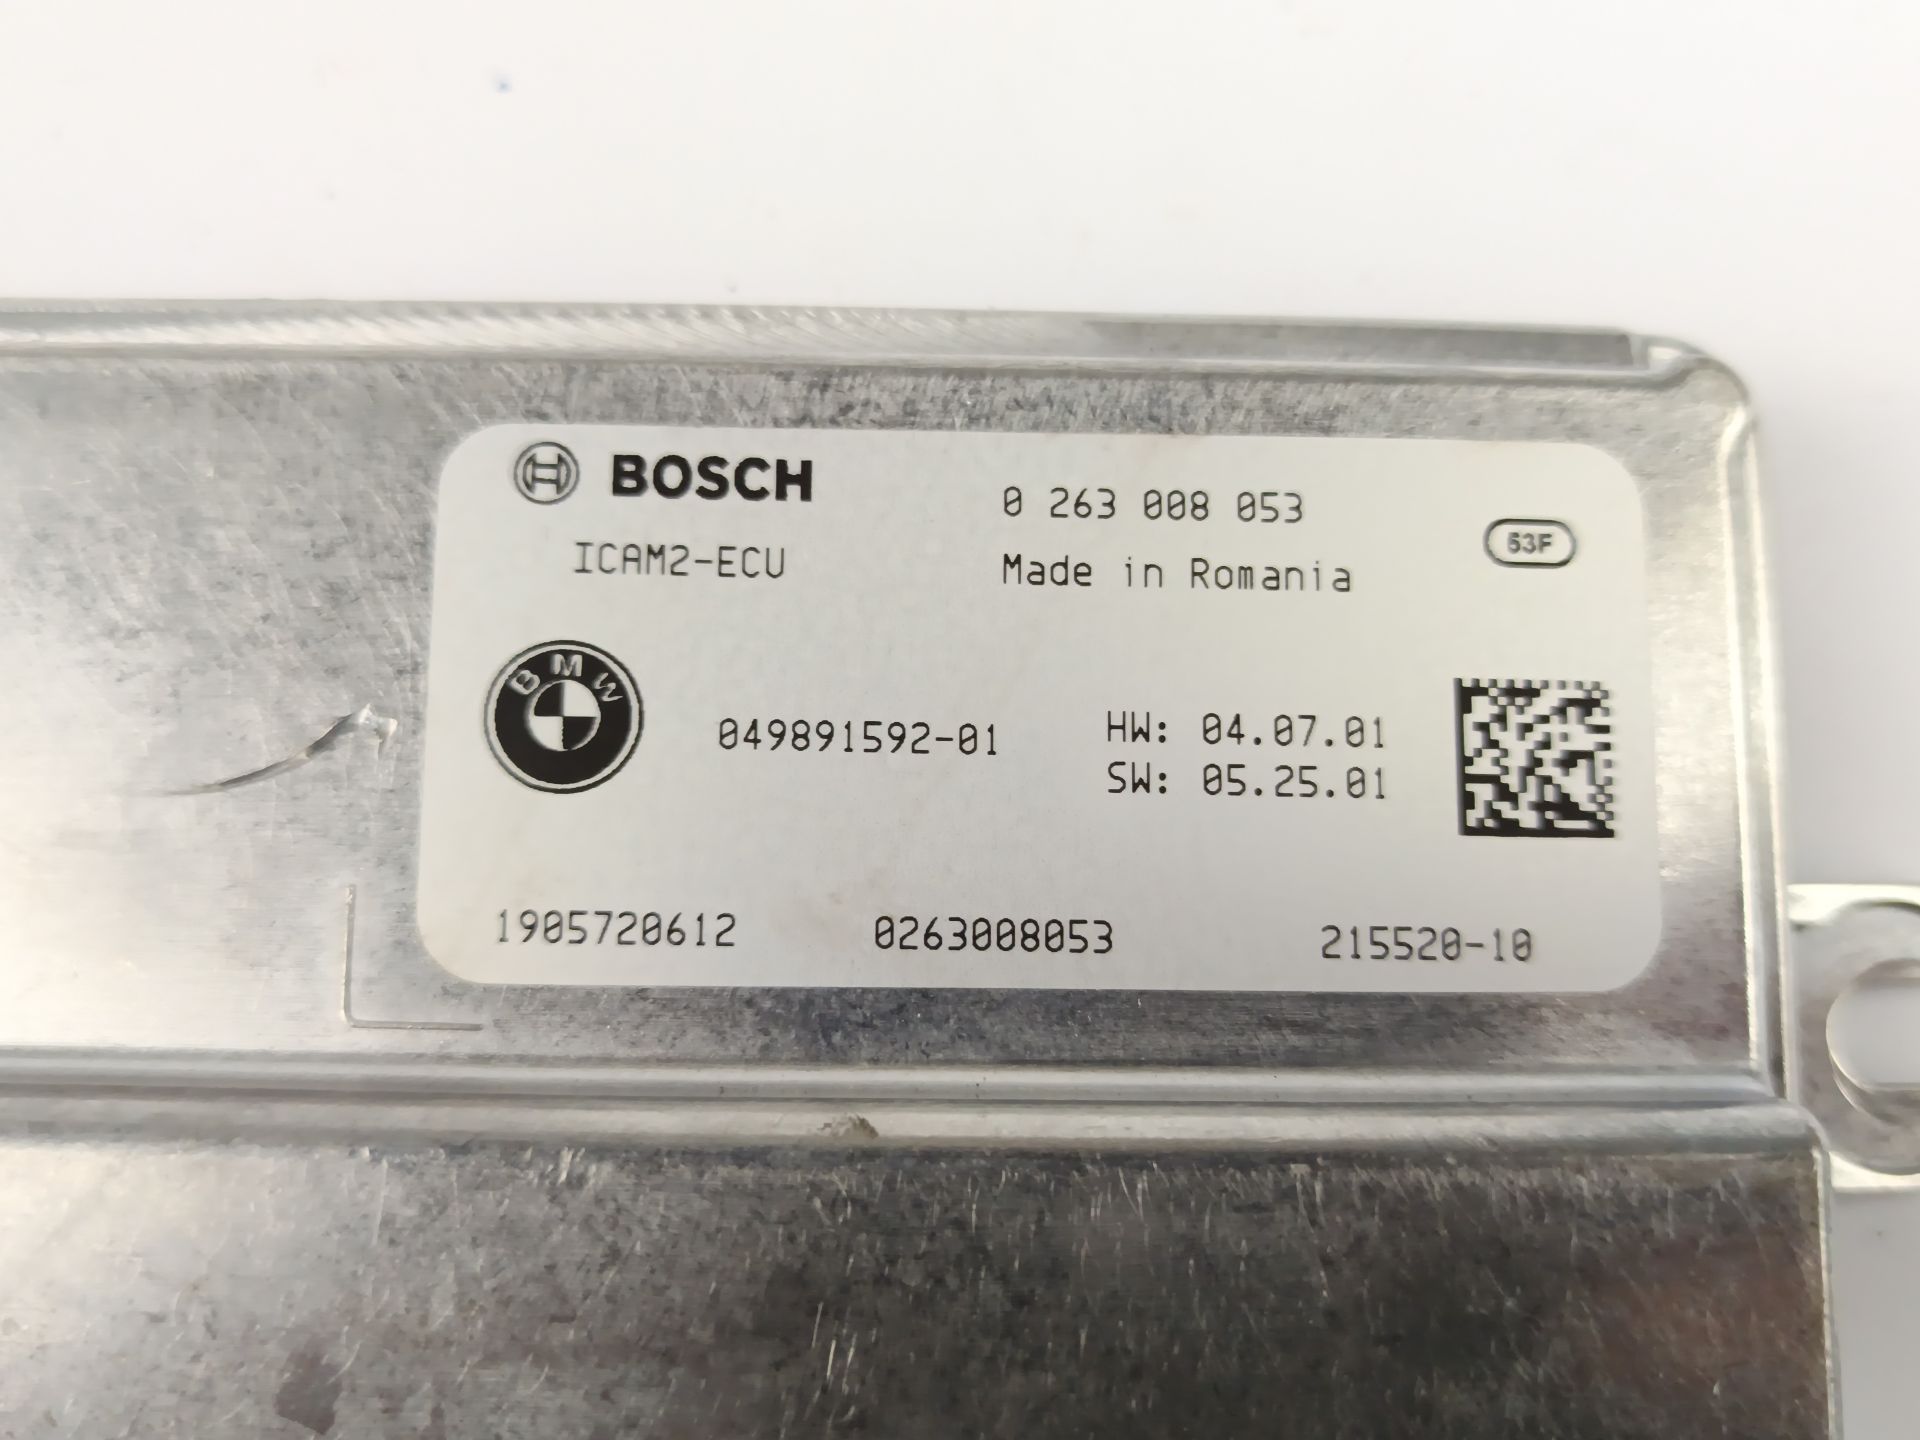 BOSCH
0 263 008 053
53F
ICAM2-ECU
Made in Romania
BMW
049891592-01
HW: 04.07.01
SW: 05.25.01
1905720612
0263008053
215520-10